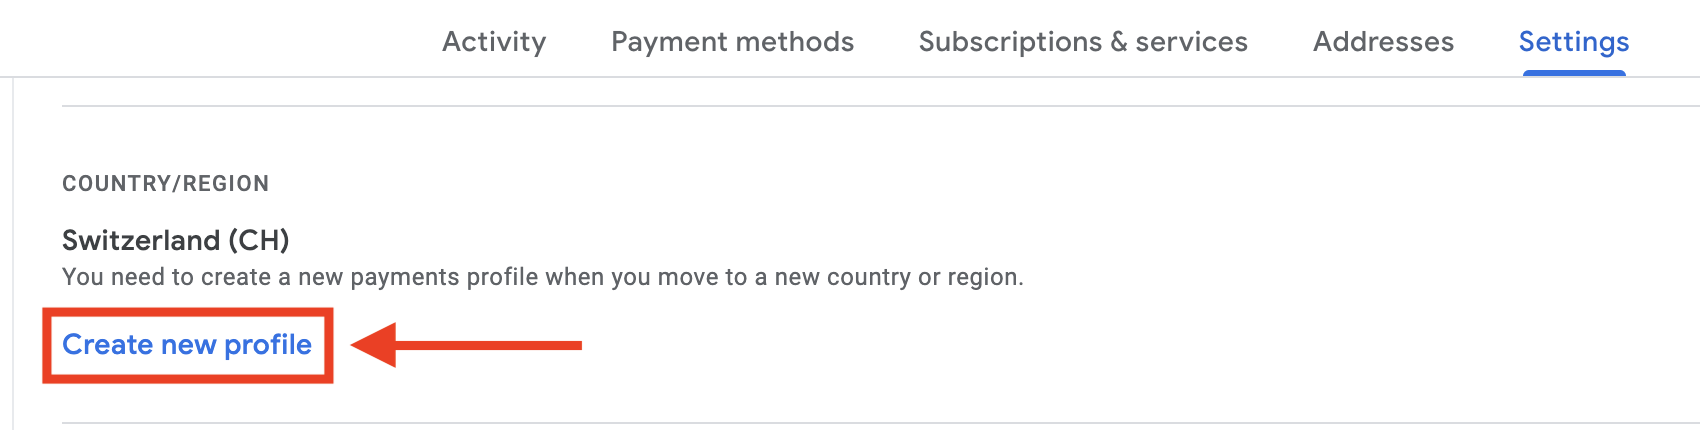 Activity Payment methods Subscriptions & services Addresses Settings
COUNTRY/REGION
Switzerland (CH)
You need to create a new payments profile when you move to a new country or region.
Create new profile